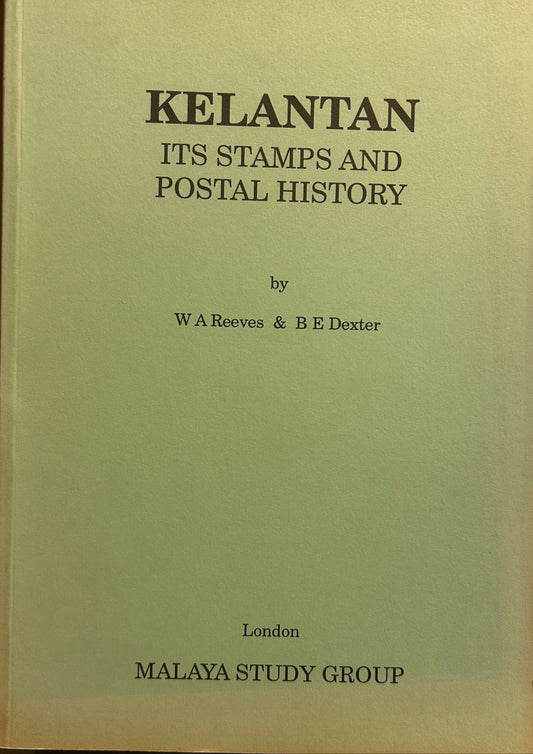 KELANTAN
ITS STAMPS AND
POSTAL HISTORY
by
W A Reeves & B E Dexter
London
MALAYA STUDY GROUP